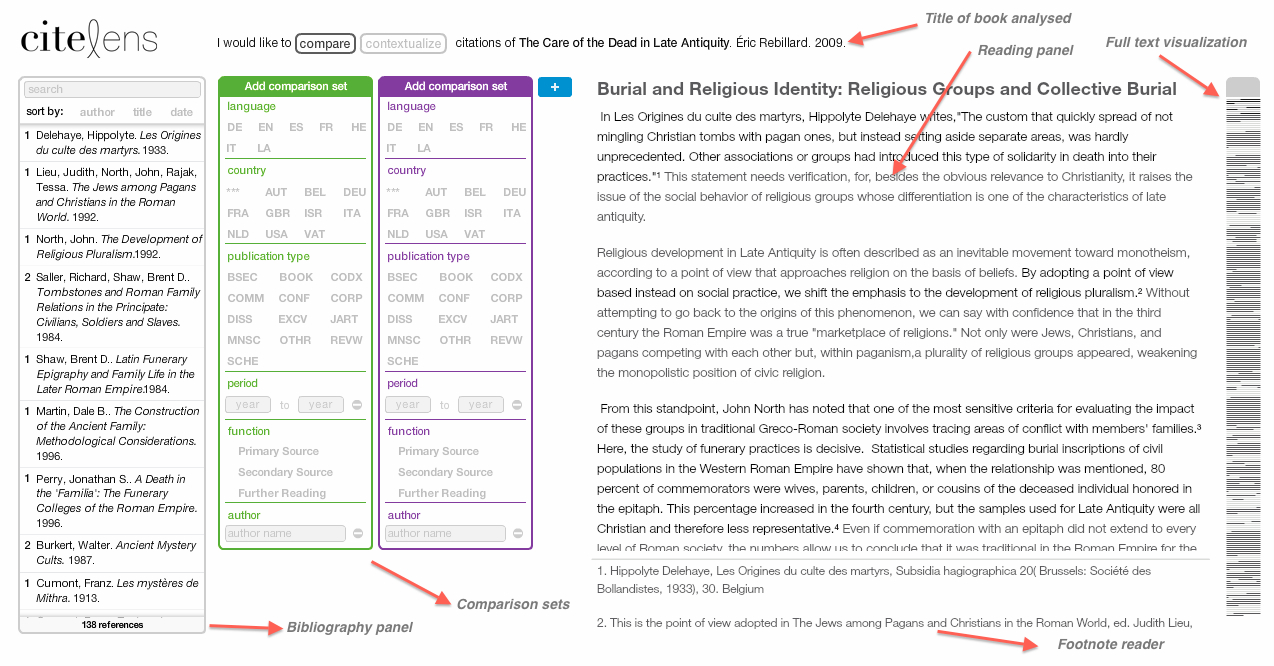 citelens
I would like to compare contextualize citations of The Care of the Dead in Late Antiquity. Éric Rebillard. 2009.
Title of book analysed
Reading panel
Full text visualization
search
sort by: author title date
1 Delehaye, Hippolyte. Les Origines
du culte des martyrs. 1933.
1 Lieu, Judith, North, John, Rajak,
Tessa. The Jews among Pagans
and Christians in the Roman
World. 1992.
1 North, John. The Development of
Religious Pluralism.1992.
2 Saller, Richard, Shaw, Brent D..
Tombstones and Roman Family
Relations in the Principate:
Civilians, Soldiers and Slaves.
1984.
1 Shaw, Brent D.. Latin Funerary
Epigraphy and Family Life in the
Later Roman Empire.1984.
1 Martin, Dale B.. The Construction
of the Ancient Family:
Methodological Considerations.
1996.
1 Perry, Jonathan S.. A Death in
the 'Familia': The Funerary
Colleges of the Roman Empire.
1996.
2 Burkert, Walter. Ancient Mystery
Cults. 1987.
1 Cumont, Franz. Les mystères de
Mithra. 1913.
138 references
Bibliography panel
Add comparison set
language
DE EN ES FR HE
IT LA
country
*** AUT BEL DEU
FRA GBR ISR ITA
NLD USA VAT
publication type
BSEC BOOK CODX
COMM CONF CORP
DISS EXCV JART
MNSC OTHR REVW
SCHE
period
year to year
function
Primary Source
Secondary Source
Further Reading
author
author name
Add comparison set
language
DE EN ES FR HE
IT LA
country
*** AUT BEL DEU
FRA GBR ISR ITA
NLD USA VAT
publication type
BSEC BOOK CODX
COMM CONF CORP
DISS EXCV JART
MNSC OTHR REVW
SCHE
period
year to year
function
Primary Source
Secondary Source
Further Reading
author
author name
+
Comparison sets
Burial and Religious Identity: Religious Groups and Collective Burial
In Les Origines du culte des martyrs, Hippolyte Delehaye writes,"The custom that quickly spread of not
mingling Christian tombs with pagan ones, but instead setting aside separate areas, was hardly
unprecedented. Other associations or groups had introduced this type of solidarity in death into their
practices."¹ This statement needs verification, for, besides the obvious relevance to Christianity, it raises the
issue of the social behavior of religious groups whose differentiation is one of the characteristics of late
antiquity.
Religious development in Late Antiquity is often described as an inevitable movement toward monotheism,
according to a point of view that approaches religion on the basis of beliefs. By adopting a point of view
based instead on social practice, we shift the emphasis to the development of religious pluralism.² Without
attempting to go back to the origins of this phenomenon, we can say with confidence that in the third
century the Roman Empire was a true "marketplace of religions." Not only were Jews, Christians, and
pagans competing with each other but, within paganism,a plurality of religious groups appeared, weakening
the monopolistic position of civic religion.
From this standpoint, John North has noted that one of the most sensitive criteria for evaluating the impact
of these groups in traditional Greco-Roman society involves tracing areas of conflict with members' families.³
Here, the study of funerary practices is decisive. Statistical studies regarding burial inscriptions of civil
populations in the Western Roman Empire have shown that, when the relationship was mentioned, 80
percent of commemorators were wives, parents, children, or cousins of the deceased individual honored in
the epitaph. This percentage increased in the fourth century, but the samples used for Late Antiquity were all
Christian and therefore less representative.⁴ Even if commemoration with an epitaph did not extend to every
level of Roman society, the numbers allow us to conclude that it was traditional in the Roman Empire for the
1. Hippolyte Delehaye, Les Origines du culte des martyrs, Subsidia hagiographica 20( Brussels: Société des
Bollandistes, 1933), 30. Belgium
2. This is the point of view adopted in The Jews among Pagans and Christians in the Roman World, ed. Judith Lieu,
Footnote reader